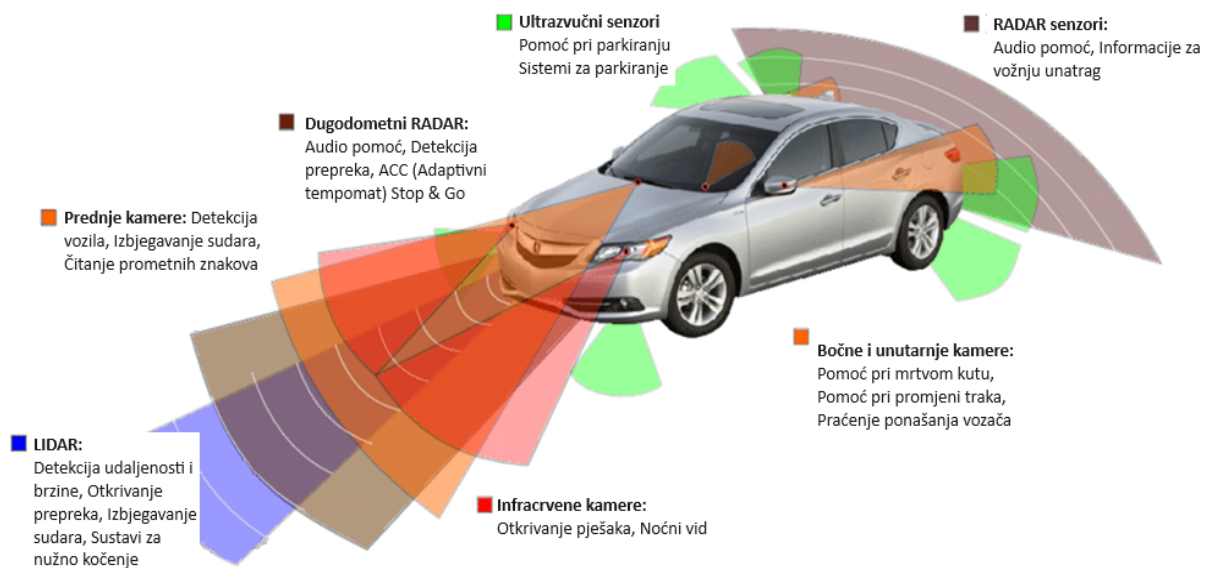 Ultrazvučni senzori
Pomoć pri parkiranju
Sistemi za parkiranje
RADAR senzori:
Audio pomoć, Informacije za
vožnju unatrag
Dugodometni RADAR:
Audio pomoć, Detekcija
prepreka, ACC (Adaptivni
tempomat) Stop & Go
Prednje kamere: Detekcija
vozila, Izbjegavanje sudara,
Čitanje prometnih znakova
Bočne i unutarnje kamere:
Pomoć pri mrtvom kutu,
Pomoć pri promjeni traka,
Praćenje ponašanja vozača
LIDAR:
Detekcija udaljenosti i
brzine, Otkrivanje
prepreka, Izbjegavanje
sudara, Sustavi za
nužno kočenje
Infracrvene kamere:
Otkrivanje pješaka, Noćni vid